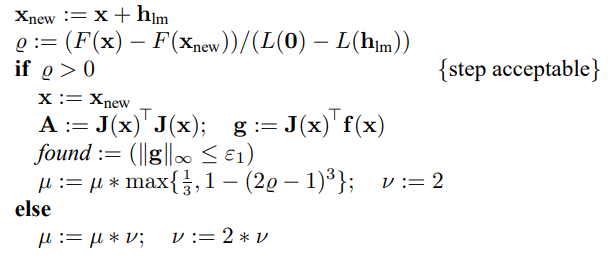 x_new := x + h_lm
ϱ := (F(x) − F(x_new))/(L(0) − L(h_lm))
if ϱ > 0 {step acceptable}
x := x_new
A := J(x)^⊤ J(x); g := J(x)^⊤ f(x)
found := (‖g‖_∞ ≤ ε_1)
μ := μ ∗ max{1/3, 1 − (2ϱ − 1)^3}; ν := 2
else
μ := μ ∗ ν; ν := 2 ∗ ν